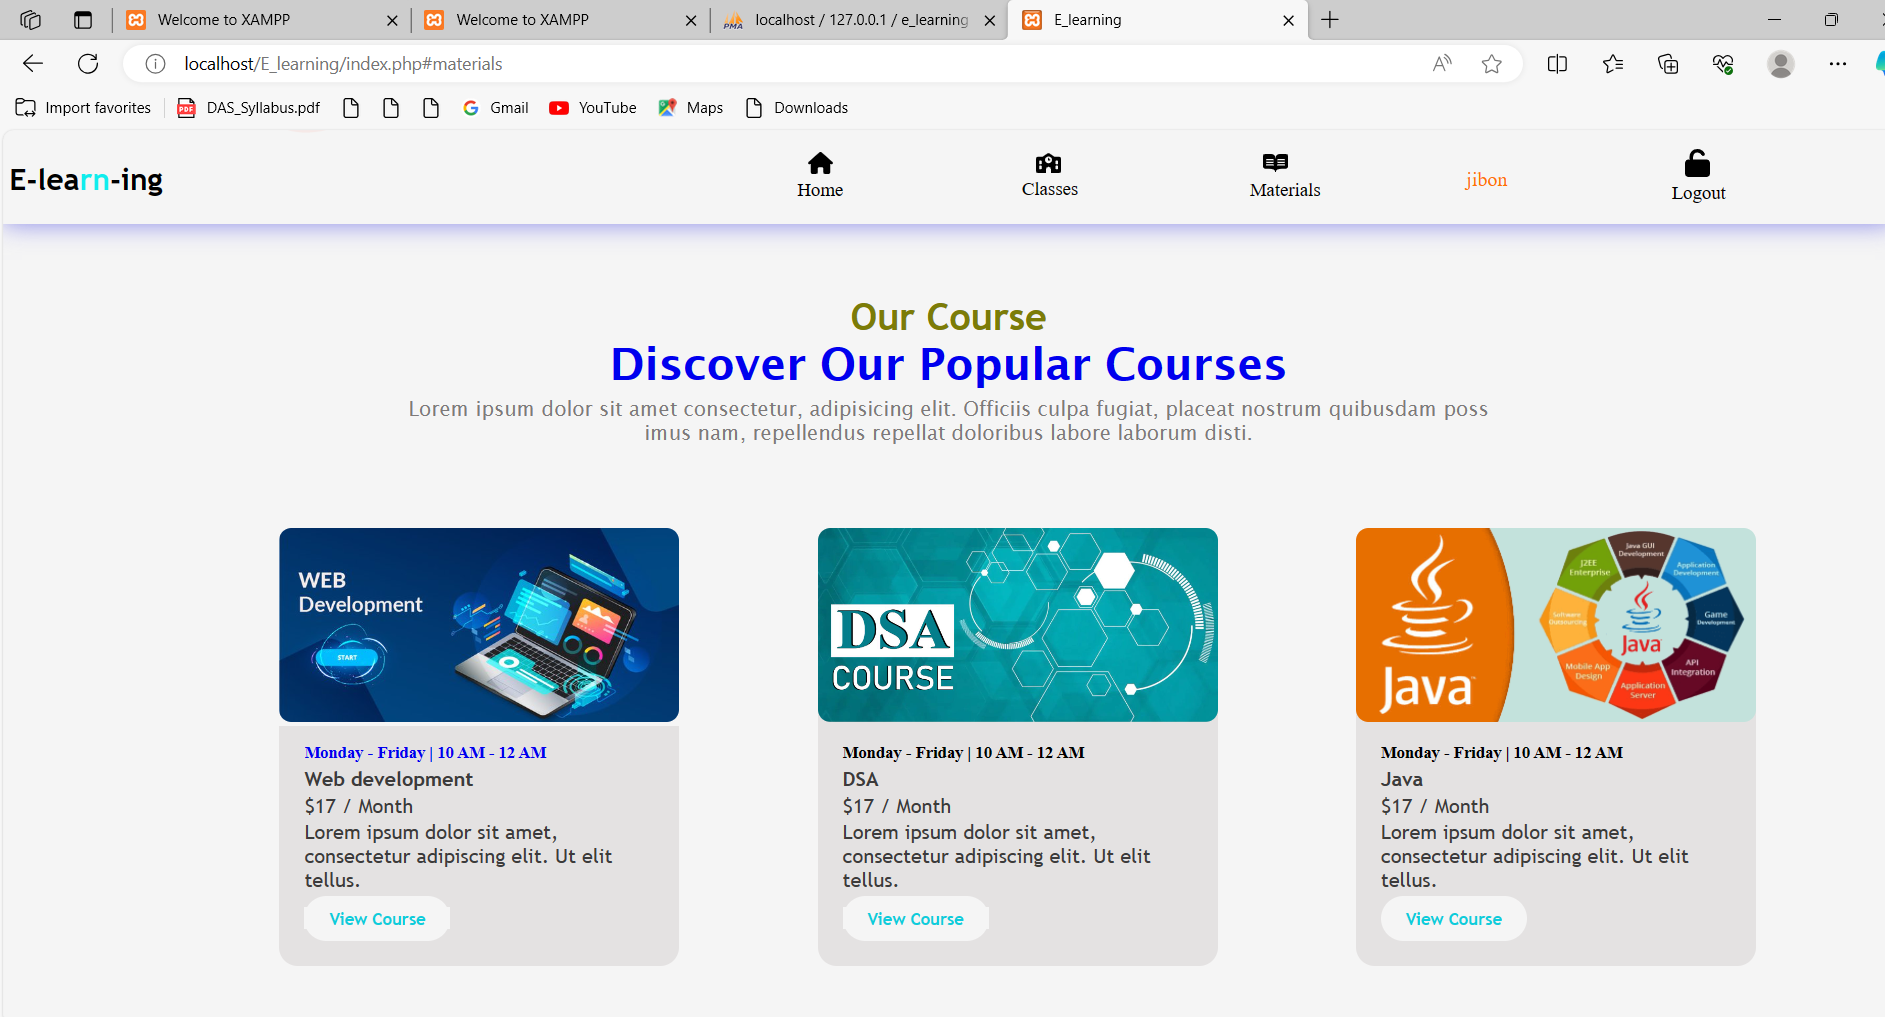 Welcome to XAMPP
Welcome to XAMPP
localhost / 127.0.0.1 / e_learning
E_learning
localhost/E_learning/index.php#materials
Import favorites
DAS_Syllabus.pdf
Gmail
YouTube
Maps
Downloads
E-learn-ing
Home
Classes
Materials
jibon
Logout
Our Course
Discover Our Popular Courses
Lorem ipsum dolor sit amet consectetur, adipisicing elit. Officiis culpa fugiat, placeat nostrum quibusdam poss
imus nam, repellendus repellat doloribus labore laborum disti.
WEB
Development
START
Monday - Friday | 10 AM - 12 AM
Web development
$17 / Month
Lorem ipsum dolor sit amet,
consectetur adipiscing elit. Ut elit
tellus.
View Course
DSA
COURSE
Monday - Friday | 10 AM - 12 AM
DSA
$17 / Month
Lorem ipsum dolor sit amet,
consectetur adipiscing elit. Ut elit
tellus.
View Course
Java
Java GUI
Development
Application
Development
Game
Development
API
Integration
Application
Server
Mobile App
Design
Software
Outsourcing
J2EE
Enterprise
Java
Monday - Friday | 10 AM - 12 AM
Java
$17 / Month
Lorem ipsum dolor sit amet,
consectetur adipiscing elit. Ut elit
tellus.
View Course